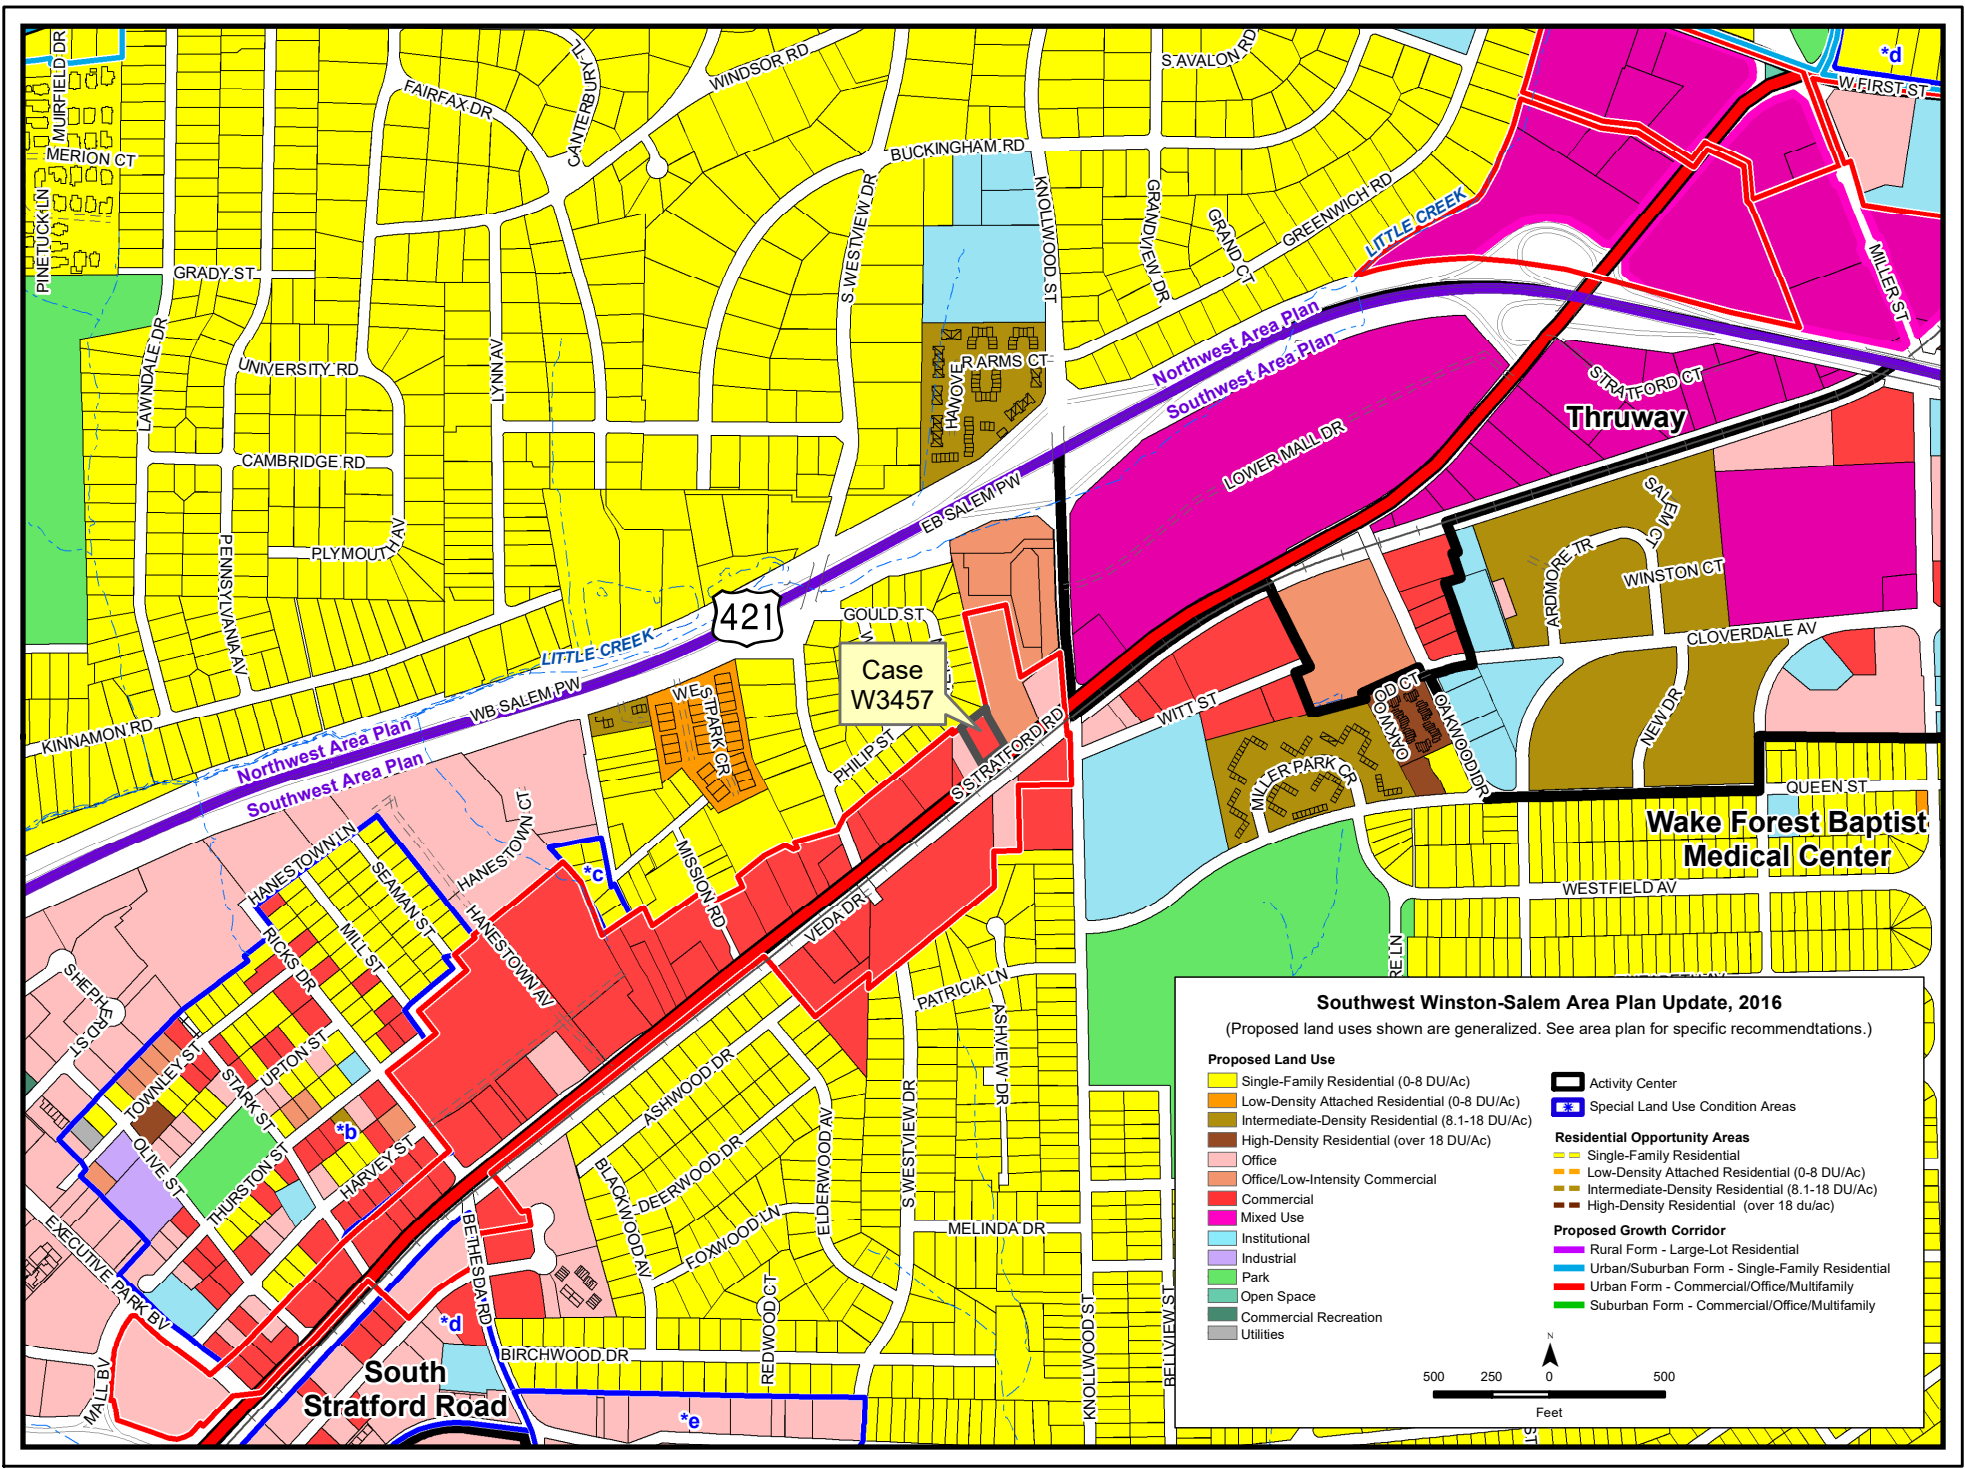 MUIRFIELD DR
MERION CT
PINETUCK LN
GRADY ST
FAIRFAX DR
CANTERBURY TL
WINDSOR RD
S AVALON RD
*d
W FIRST ST
BUCKINGHAM RD
S WESTVIEW DR
KNOLLWOOD ST
GRANDVIEW DR
GRAND CT
GREENWICH RD
LITTLE CREEK
MILLER ST
LAWNDALE DR
UNIVERSITY RD
LYNN AV
HANOVER ARMS CT
Northwest Area Plan
Southwest Area Plan
STRATFORD CT
Thruway
LOWER MALL DR
CAMBRIDGE RD
PENNSYLVANIA AV
PLYMOUTH AV
EB SALEM PW
SALEM CT
ARDMORE TR
WINSTON CT
CLOVERDALE AV
421
GOULD ST
LITTLE CREEK
Case
W3457
WESTPARK CR
WB SALEM PW
KINNAMON RD
Northwest Area Plan
Southwest Area Plan
PHILIP ST
S STRATFORD RD
WITT ST
OAKWOOD CT
OAKWOOD DR
NEW DR
MILLER PARK CR
QUEEN ST
Wake Forest Baptist
Medical Center
WESTFIELD AV
HANESTOWN LN
SEAMAN ST
HANESTOWN CT
*c
MISSION RD
VEDA DR
HANESTOWN AV
MILL ST
RICKS DR
SHEPHERD ST
PATRICIA LN
ASHVIEW DR
RE LN
TOWNLEY ST
STARK ST
UPTON ST
OLIVE ST
THURSTON ST
*b
HARVEY ST
EXECUTIVE PARK BV
MALL BV
ASHWOOD DR
DEERWOOD DR
BLACKWOOD AV
FOXWOOD LN
ELDERWOOD AV
S WESTVIEW DR
MELINDA DR
BETHESDA RD
*d
REDWOOD CT
BIRCHWOOD DR
KNOLLWOOD ST
BELLVIEW ST
South
Stratford Road
*e
ST
Southwest Winston-Salem Area Plan Update, 2016
(Proposed land uses shown are generalized. See area plan for specific recommendtations.)
Proposed Land Use
Single-Family Residential (0-8 DU/Ac)
Low-Density Attached Residential (0-8 DU/Ac)
Intermediate-Density Residential (8.1-18 DU/Ac)
High-Density Residential (over 18 DU/Ac)
Office
Office/Low-Intensity Commercial
Commercial
Mixed Use
Institutional
Industrial
Park
Open Space
Commercial Recreation
Utilities
Activity Center
Special Land Use Condition Areas
Residential Opportunity Areas
Single-Family Residential
Low-Density Attached Residential (0-8 DU/Ac)
Intermediate-Density Residential (8.1-18 DU/Ac)
High-Density Residential (over 18 du/ac)
Proposed Growth Corridor
Rural Form - Large-Lot Residential
Urban/Suburban Form - Single-Family Residential
Urban Form - Commercial/Office/Multifamily
Suburban Form - Commercial/Office/Multifamily
N
500 250 0 500
Feet